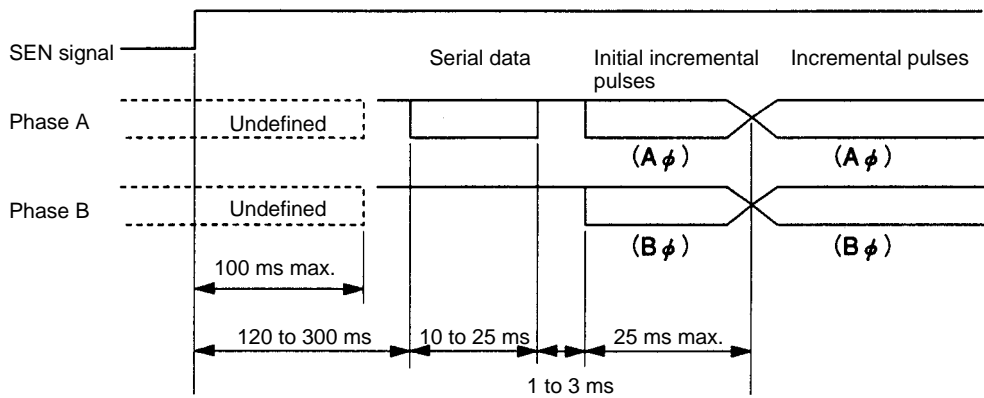 SEN signal
Serial data
Initial incremental
pulses
Incremental pulses
Phase A
Undefined
(Aϕ)
(Aϕ)
Phase B
Undefined
(Bϕ)
(Bϕ)
100 ms max.
120 to 300 ms
10 to 25 ms
25 ms max.
1 to 3 ms